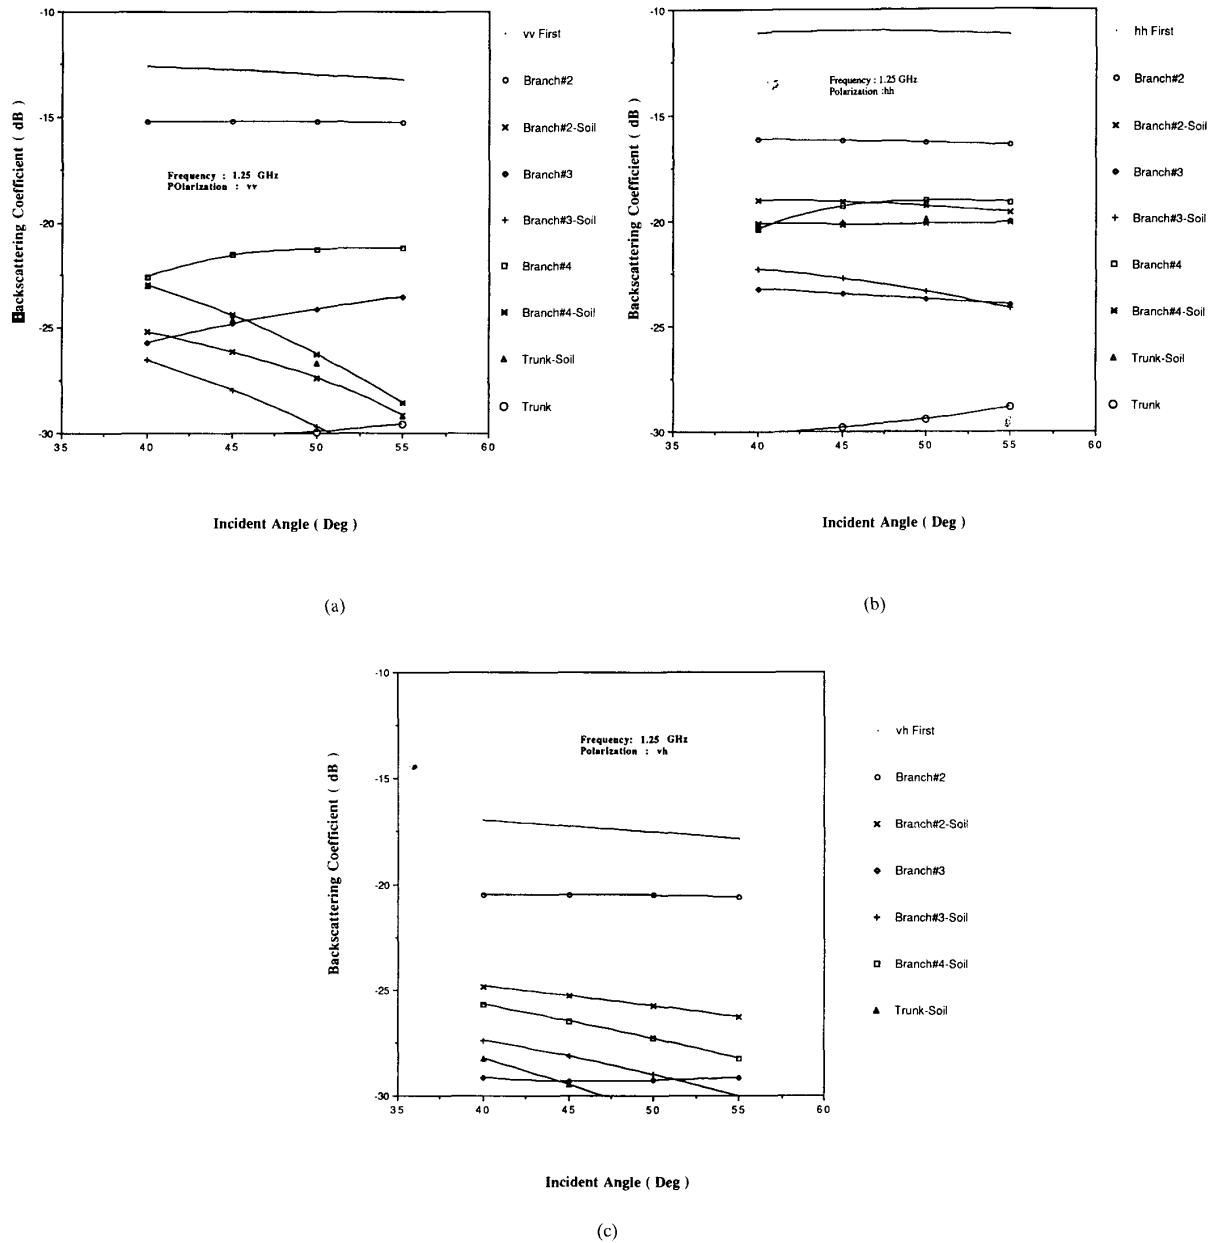 -10
-15
-20
-25
-30
Backscattering Coefficient ( dB )
Frequency : 1.25 GHz
POlarization : vv
35 40 45 50 55 60
Incident Angle ( Deg )
vv First
Branch#2
Branch#2-Soil
Branch#3
Branch#3-Soil
Branch#4
Branch#4-Soil
Trunk-Soil
Trunk
(a)
-10
-15
-20
-25
-30
Backscattering Coefficient ( dB )
Frequency : 1.25 GHz
Polarization :hh
35 40 45 50 55 60
Incident Angle ( Deg )
hh First
Branch#2
Branch#2-Soil
Branch#3
Branch#3-Soil
Branch#4
Branch#4-Soil
Trunk-Soil
Trunk
(b)
-10
-15
-20
-25
-30
Backscattering Coefficient ( dB )
Frequency: 1.25 GHz
Polarization : vh
35 40 45 50 55 60
Incident Angle ( Deg )
vh First
Branch#2
Branch#2-Soil
Branch#3
Branch#3-Soil
Branch#4-Soil
Trunk-Soil
(c)